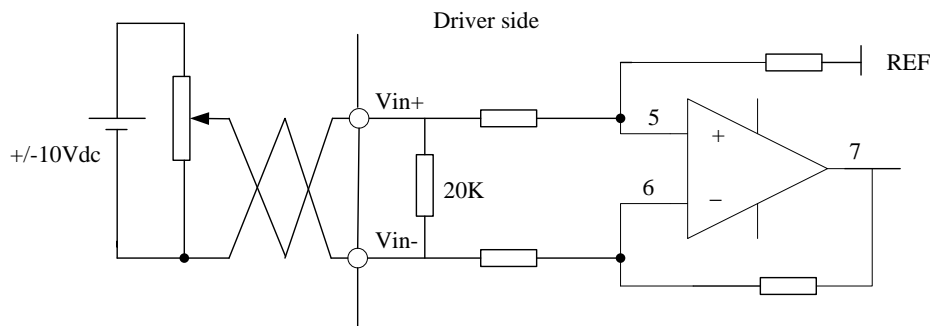 Driver side
REF
Vin+
5
+
7
+/-10Vdc
20K
6
−
Vin-